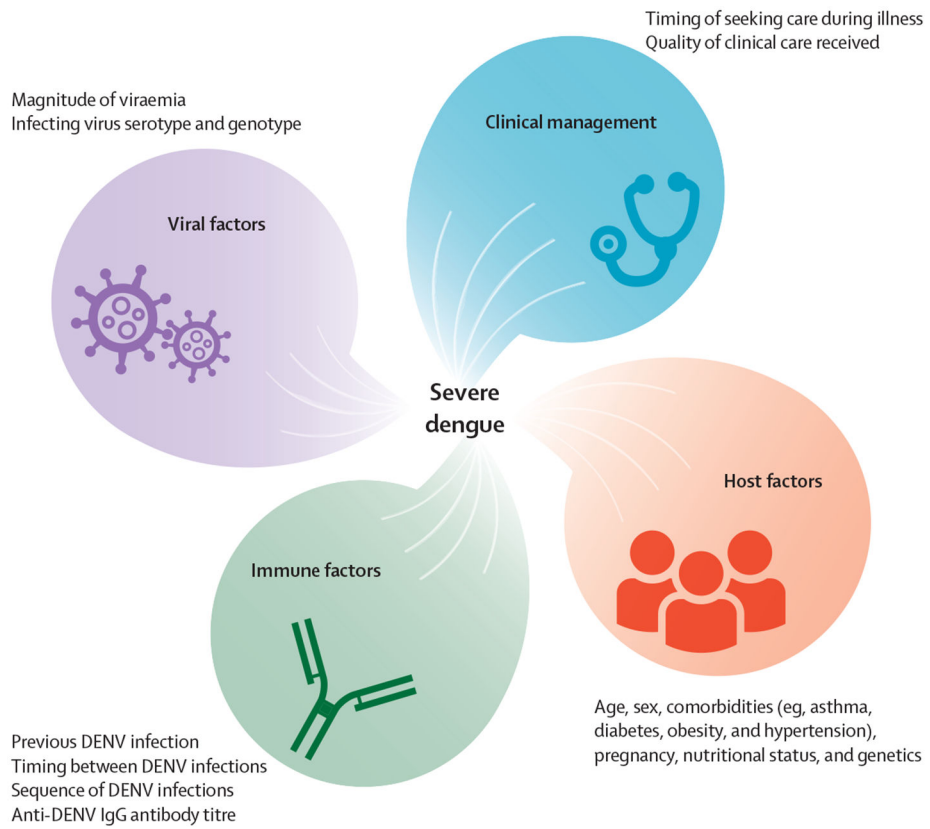 Timing of seeking care during illness
Quality of clinical care received
Clinical management
Magnitude of viraemia
Infecting virus serotype and genotype
Viral factors
Severe
dengue
Host factors
Age, sex, comorbidities (eg, asthma,
diabetes, obesity, and hypertension),
pregnancy, nutritional status, and genetics
Immune factors
Previous DENV infection
Timing between DENV infections
Sequence of DENV infections
Anti-DENV IgG antibody titre